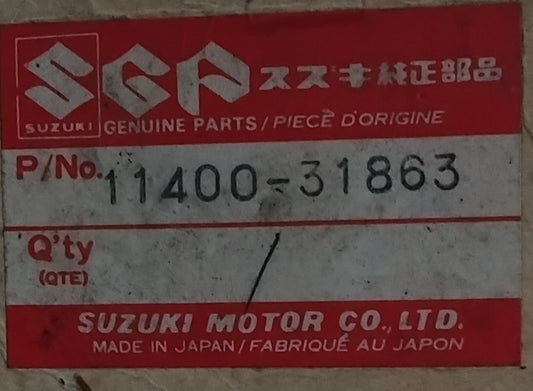 SUZUKI SGP スズキ純正部品
GENUINE PARTS/PIECE D'ORIGINE
P/No. 11400-31863
Q'ty /
(QTE)
SUZUKI MOTOR CO., LTD.
MADE IN JAPAN/FABRIQUÉ AU JAPON